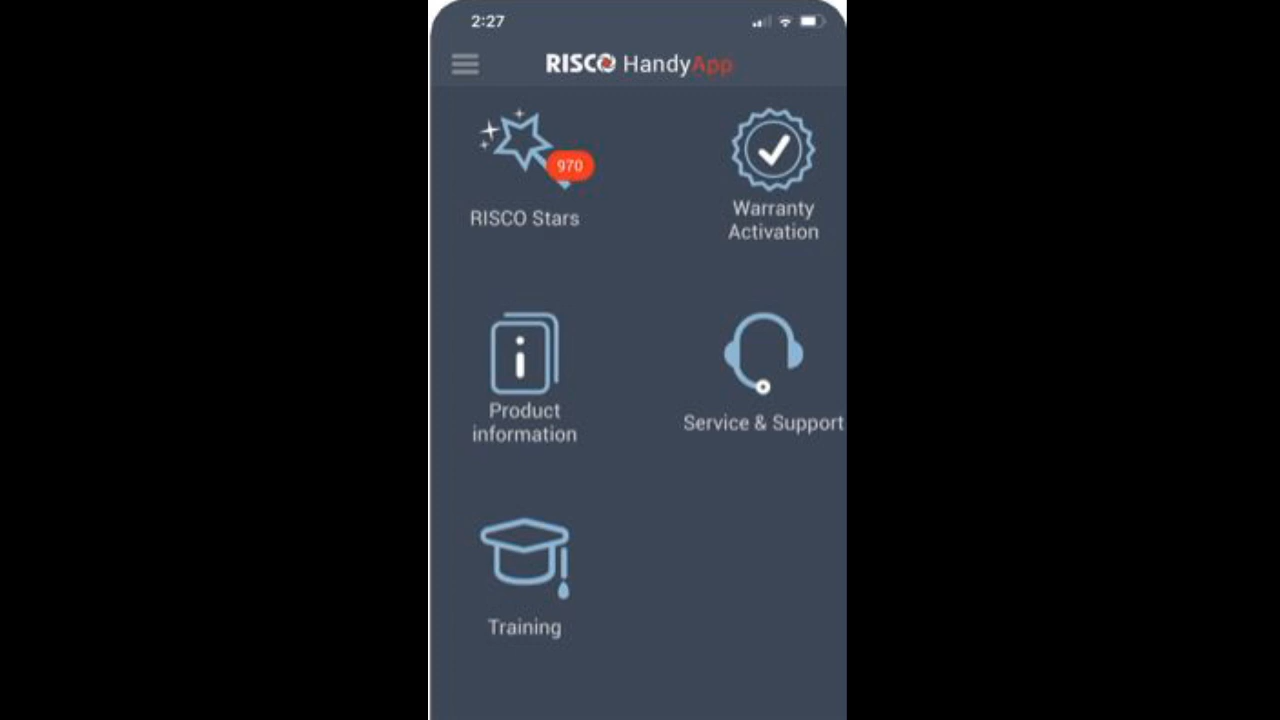 2:27
RISCO HandyApp
970
RISCO Stars
Warranty
Activation
Product
information
Service & Support
Training